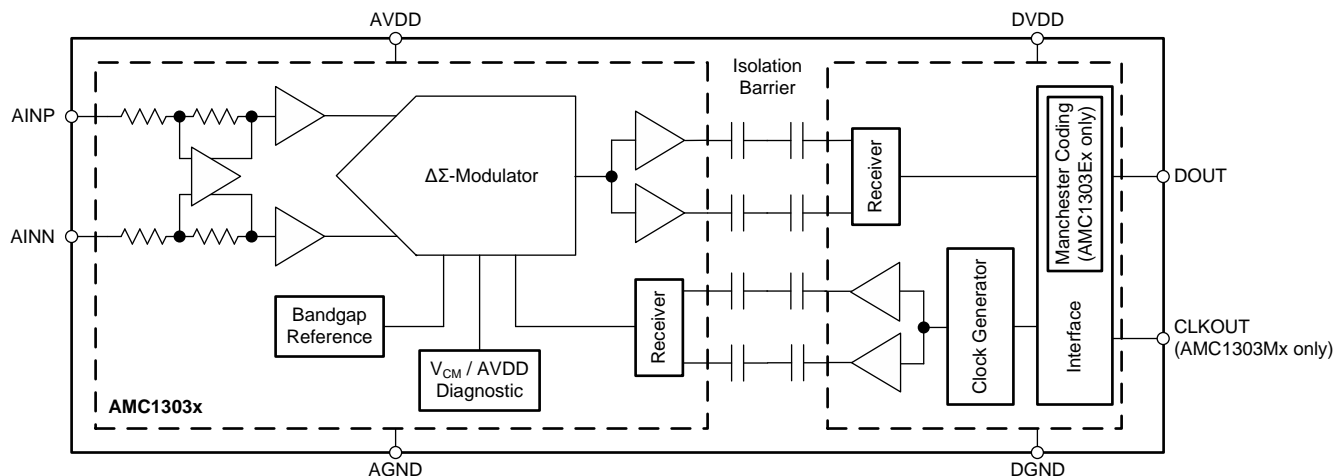 AVDD
DVDD
Isolation
Barrier
AINP
AINN
ΔΣ-Modulator
Receiver
Manchester Coding
(AMC1303Ex only)
DOUT
Bandgap
Reference
V_CM / AVDD
Diagnostic
Receiver
Clock Generator
Interface
CLKOUT
(AMC1303Mx only)
AMC1303x
AGND
DGND